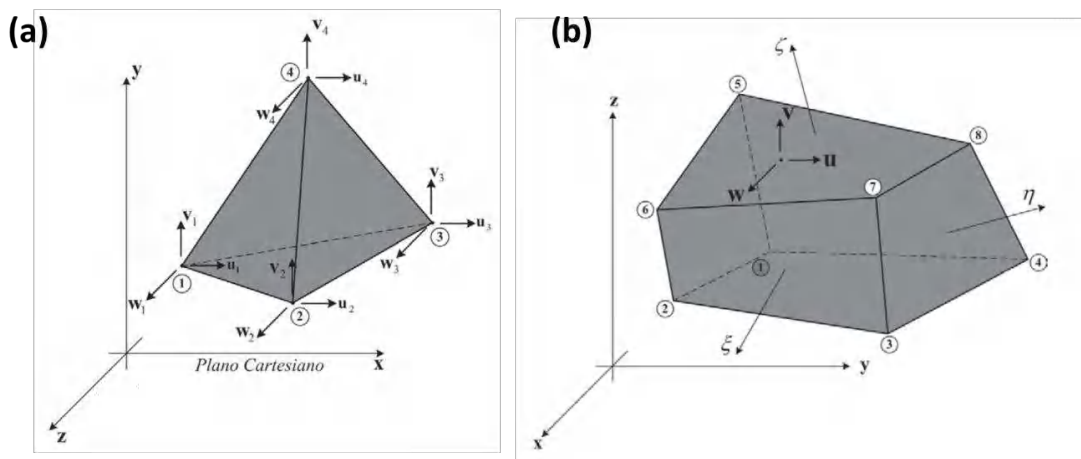 (a)
(b)
v₄
④
u₄
w₄
y
v₃
u₃
③
w₃
v₁
u₁
①
w₁
v₂
②
u₂
w₂
Plano Cartesiano
x
z
ζ
⑤
z
v
u
w
⑧
⑦
η
⑥
①
④
②
③
ξ
y
x